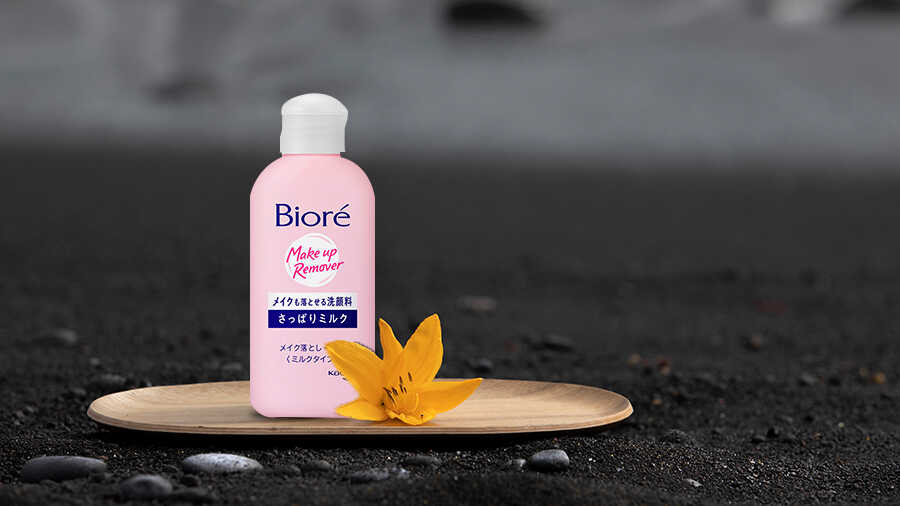 Bioré
Make up
Remover
メイクも落とせる洗顔料
さっぱりミルク
メイク落とし
〈ミルクタイプ